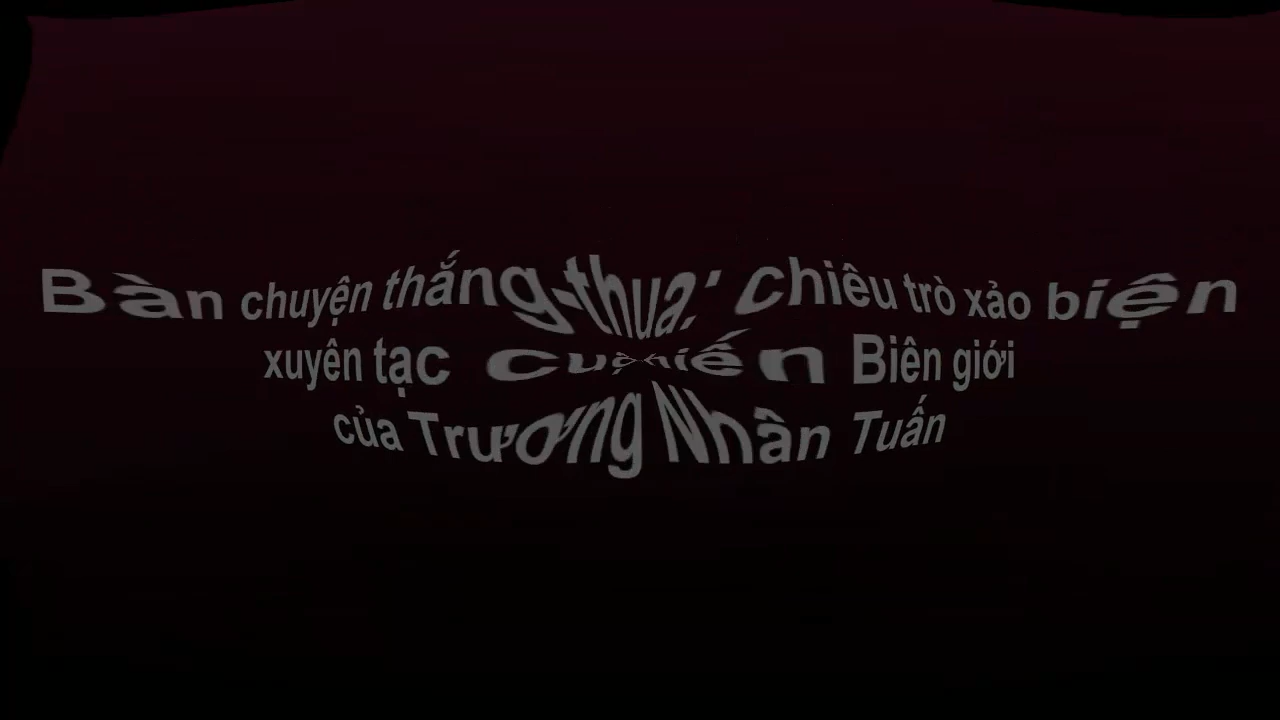 Bàn chuyện thắng-thua: chiêu trò xảo biện
xuyên tạc cuộc chiến Biên giới
của Trương Nhân Tuấn